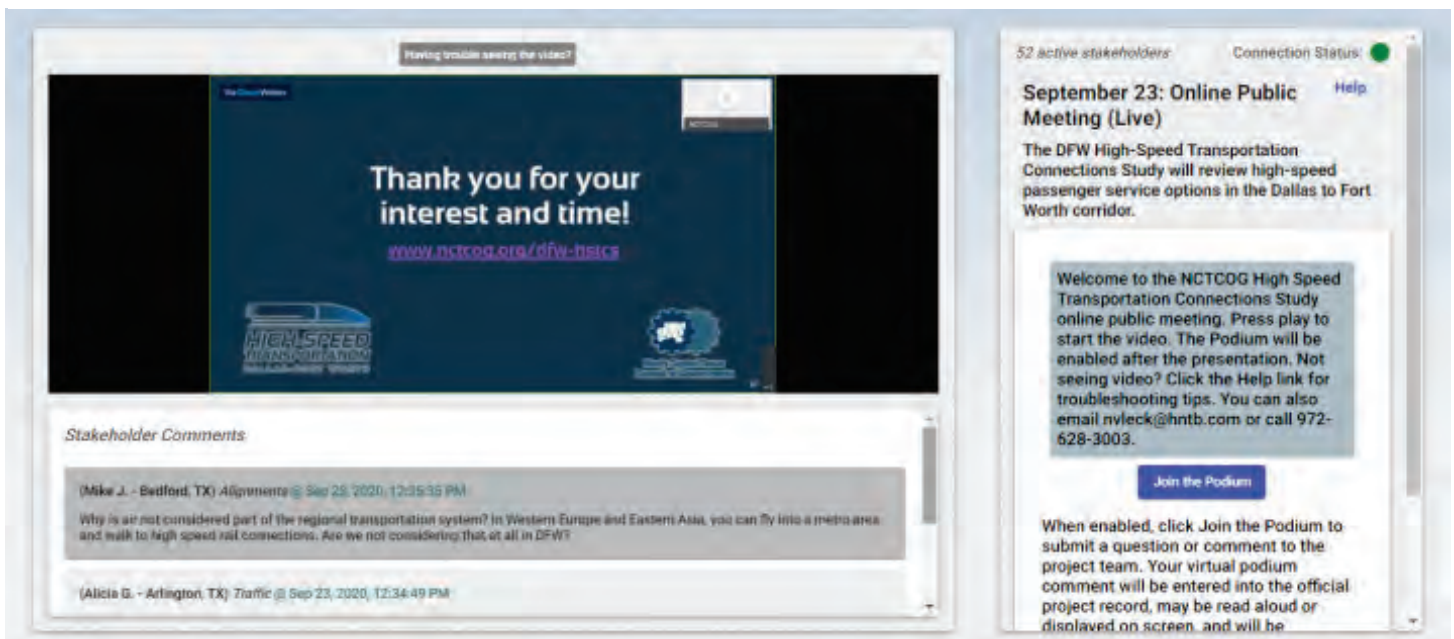 Having trouble seeing the video?
NCTCOG
Thank you for your
interest and time!
www.nctcog.org/dfw-hstcs
HIGH-SPEED
TRANSPORTATION
Stakeholder Comments
(Mike J. - Bedford, TX) Alignments @ Sep 23, 2020, 12:35:35 PM
Why is air not considered part of the regional transportation system? In Western Europe and Eastern Asia, you can fly into a metro area
and walk to high speed rail connections. Are we not considering that at all in DFW?
(Alicia G. - Arlington, TX) Traffic @ Sep 23, 2020, 12:34:49 PM
52 active stakeholders
Connection Status:
September 23: Online Public
Help
Meeting (Live)
The DFW High-Speed Transportation
Connections Study will review high-speed
passenger service options in the Dallas to Fort
Worth corridor.
Welcome to the NCTCOG High Speed
Transportation Connections Study
online public meeting. Press play to
start the video. The Podium will be
enabled after the presentation. Not
seeing video? Click the Help link for
troubleshooting tips. You can also
email nvleck@hntb.com or call 972-
628-3003.
Join the Podium
When enabled, click Join the Podium to
submit a question or comment to the
project team. Your virtual podium
comment will be entered into the official
project record, may be read aloud or
displayed on screen, and will be